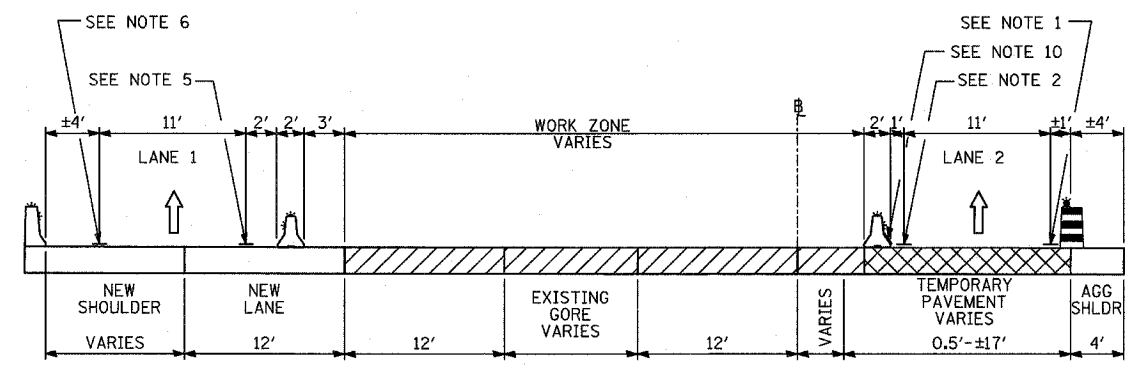 SEE NOTE 6
SEE NOTE 1
SEE NOTE 10
SEE NOTE 5
SEE NOTE 2
B
±4'
11'
2'
2'
3'
WORK ZONE
VARIES
2'
1'
11'
±1'
±4'
LANE 1
LANE 2
NEW
SHOULDER
NEW
LANE
EXISTING
GORE
VARIES
VARIES
TEMPORARY
PAVEMENT
VARIES
AGG
SHLDR
VARIES
12'
12'
12'
0.5'-±17'
4'